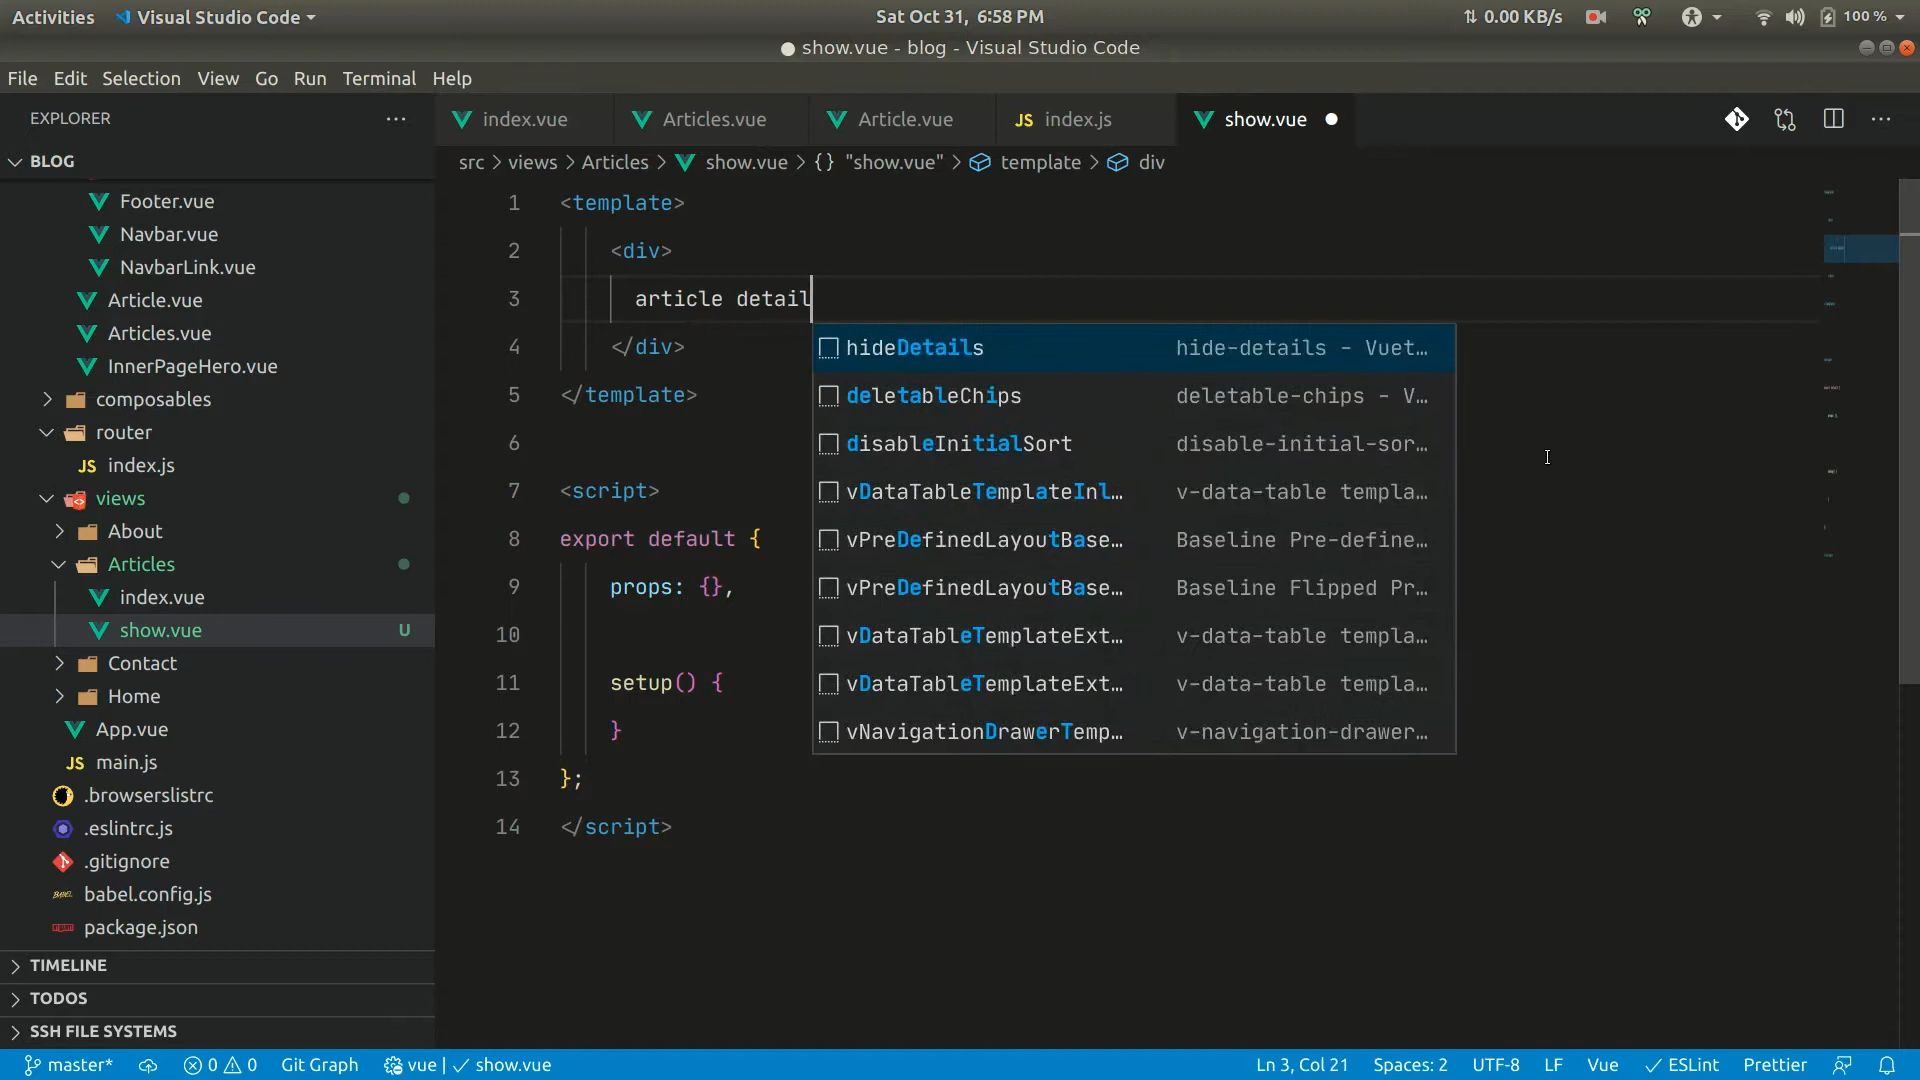 Activities Visual Studio Code Sat Oct 31, 6:58 PM 0.00 KB/s 100 %
show.vue - blog - Visual Studio Code
File Edit Selection View Go Run Terminal Help
EXPLORER
index.vue Articles.vue Article.vue JS index.js show.vue
BLOG
src > views > Articles > show.vue > {} "show.vue" > template > div
Footer.vue
Navbar.vue
NavbarLink.vue
Article.vue
Articles.vue
InnerPageHero.vue
composables
router
JS index.js
views
About
Articles
index.vue
show.vue U
Contact
Home
App.vue
JS main.js
.browserslistrc
.eslintrc.js
.gitignore
babel.config.js
package.json
TIMELINE
TODOS
SSH FILE SYSTEMS
1 <template>
2 <div>
3 article detail
4 </div>
5 </template>
6
7 <script>
8 export default {
9 props: {},
10
11 setup() {
12 }
13 };
14 </script>
hideDetails hide-details - Vuet…
deletableChips deletable-chips - V…
disableInitialSort disable-initial-sor…
vDataTableTemplateInl… v-data-table templa…
vPreDefinedLayoutBase… Baseline Pre-define…
vPreDefinedLayoutBase… Baseline Flipped Pr…
vDataTableTemplateExt… v-data-table templa…
vDataTableTemplateExt… v-data-table templa…
vNavigationDrawerTemp… v-navigation-drawer…
master* 0 0 Git Graph vue | ✓ show.vue Ln 3, Col 21 Spaces: 2 UTF-8 LF Vue ✓ ESLint Prettier